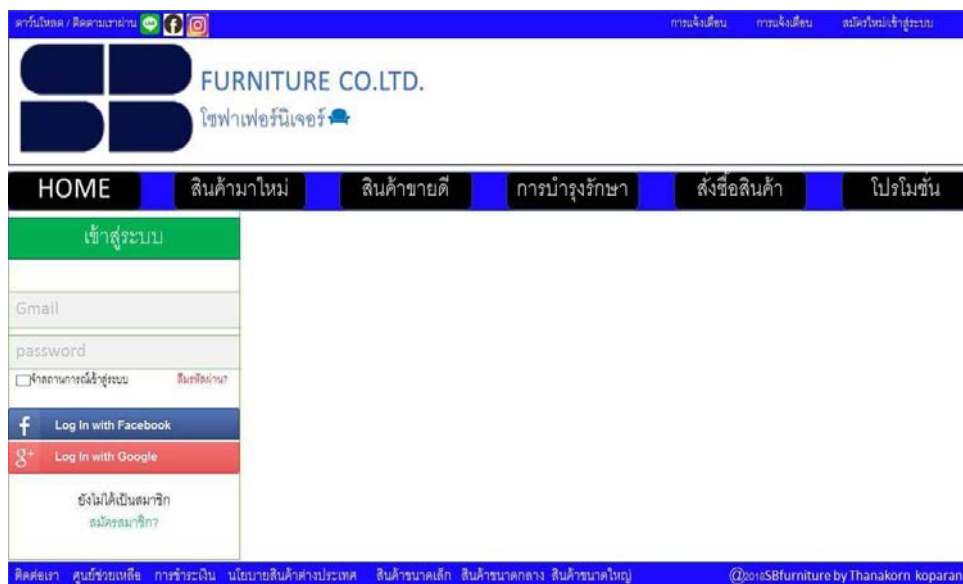 ดาวน์โหลด / ติดตามเราผ่าน การแจ้งเตือน การแจ้งเตือน สมัครใหม่/เข้าสู่ระบบ
FURNITURE CO.LTD.
โซฟาเฟอร์นิเจอร์
HOME สินค้ามาใหม่ สินค้าขายดี การบำรุงรักษา สั่งซื้อสินค้า โปรโมชั่น
เข้าสู่ระบบ
Gmail
password
จำสถานการณ์เข้าสู่ระบบ ลืมรหัสผ่าน?
f Log In with Facebook
g+ Log In with Google
ยังไม่ได้เป็นสมาชิก
สมัครสมาชิก?
ติดต่อเรา ศูนย์ช่วยเหลือ การชำระเงิน นโยบายสินค้าต่างประเทศ สินค้าขนาดเล็ก สินค้าขนาดกลาง สินค้าขนาดใหญ่ @2018SBfurniture by Thanakorn koparan